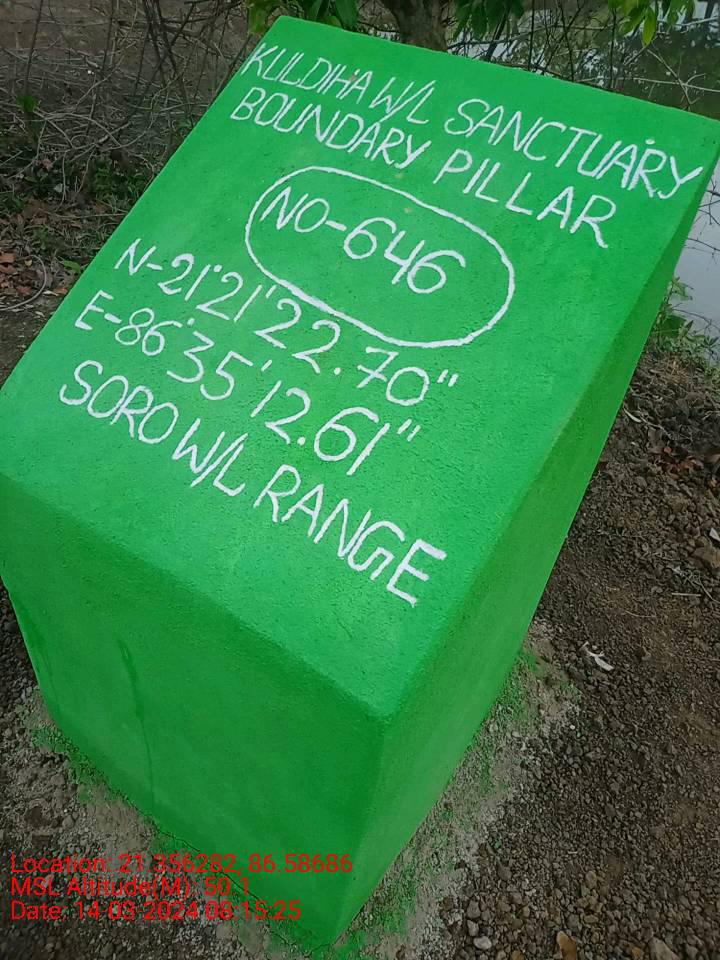 KULDIHA W/L SANCTUARY
BOUNDARY PILLAR
NO-646
N-21°21'22.70"
E-86°35'12.61"
SORO W/L RANGE
Location: 21.356282, 86.58686
MSL Altitude(M): 50.1
Date: 14-03-2024 08:15:25